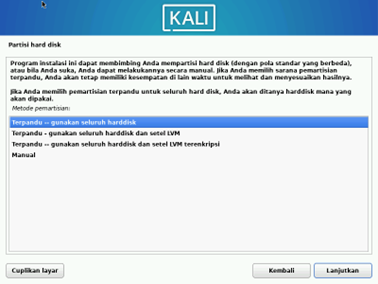 KALI
Partisi hard disk
Program instalasi ini dapat membimbing Anda mempartisi hard disk (dengan pola standar yang berbeda),
atau bila Anda suka, Anda dapat melakukannya secara manual. Jika Anda memilih sarana pemartisian
terpandu, Anda akan tetap memiliki kesempatan di lain waktu untuk melihat dan menyesuaikan hasilnya.
Jika Anda memilih pemartisian terpandu untuk seluruh hard disk, Anda akan ditanya harddisk mana yang
akan dipakai.
Metode pemartisian:
Terpandu -- gunakan seluruh harddisk
Terpandu - gunakan seluruh harddisk dan setel LVM
Terpandu -- gunakan seluruh harddisk dan setel LVM terenkripsi
Manual
Cuplikan layar
Kembali
Lanjutkan